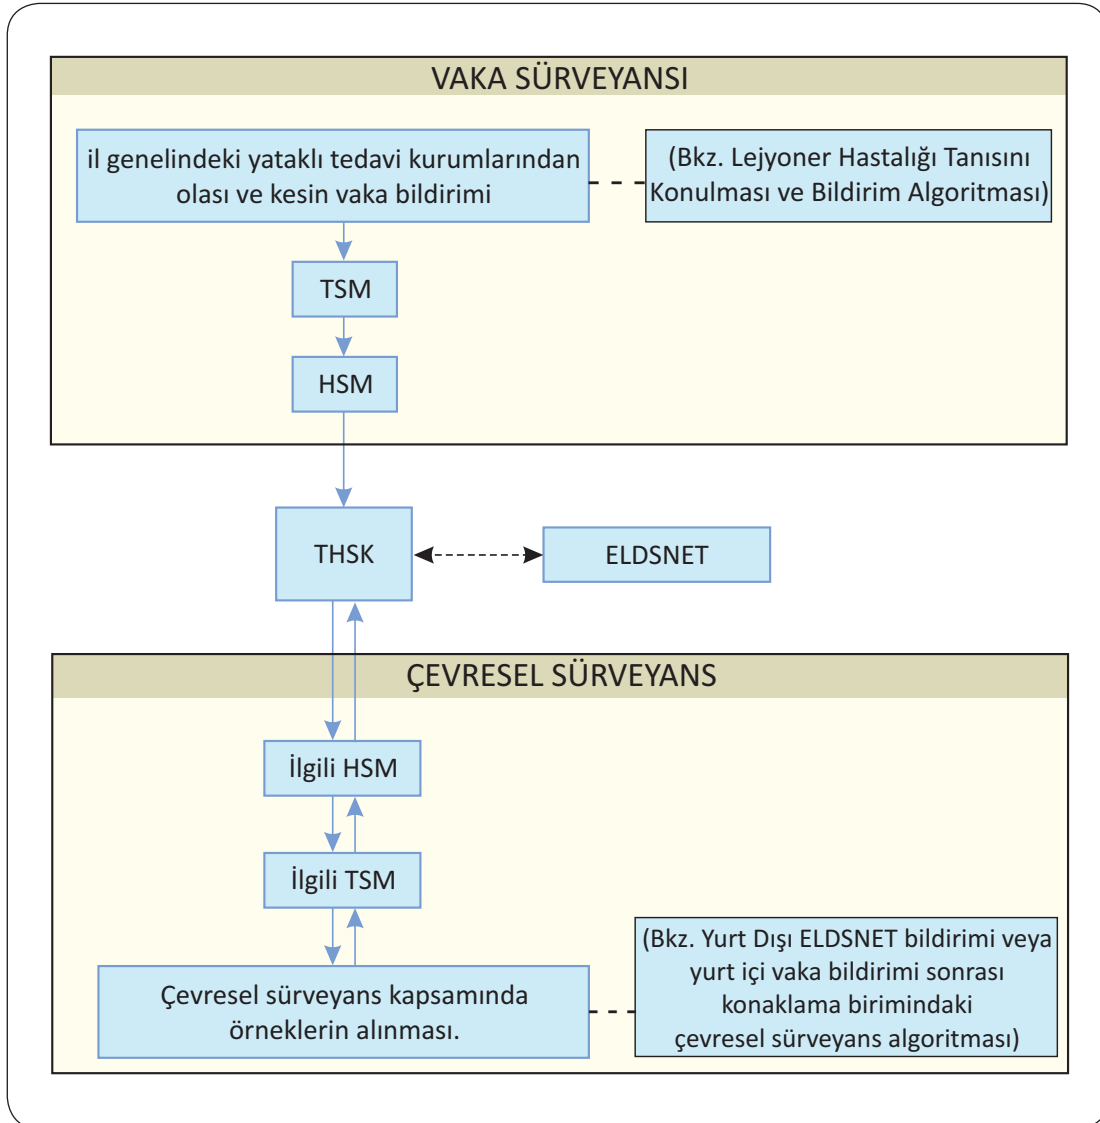 VAKA SÜRVEYANSI
il genelindeki yataklı tedavi kurumlarından
olası ve kesin vaka bildirimi
(Bkz. Lejyoner Hastalığı Tanısını
Konulması ve Bildirim Algoritması)
TSM
HSM
THSK
ELDSNET
ÇEVRESEL SÜRVEYANS
İlgili HSM
İlgili TSM
Çevresel sürveyans kapsamında
örneklerin alınması.
(Bkz. Yurt Dışı ELDSNET bildirimi veya
yurt içi vaka bildirimi sonrası
konaklama birimindaki
çevresel sürveyans algoritması)